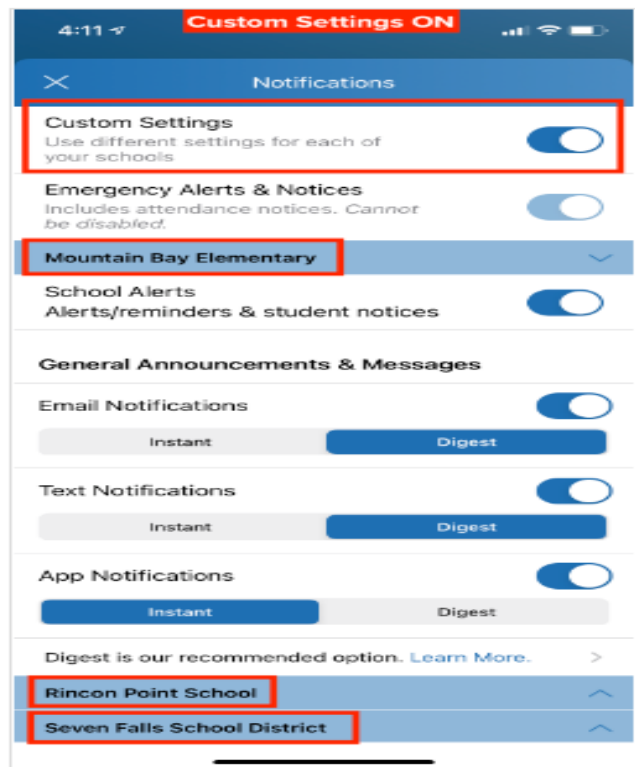 Custom Settings ON
4:11
Notifications
Custom Settings
Use different settings for each of
your schools
Emergency Alerts & Notices
Includes attendance notices. Cannot
be disabled.
Mountain Bay Elementary
School Alerts
Alerts/reminders & student notices
General Announcements & Messages
Email Notifications
Instant Digest
Text Notifications
Instant Digest
App Notifications
Instant Digest
Digest is our recommended option. Learn More.
Rincon Point School
Seven Falls School District